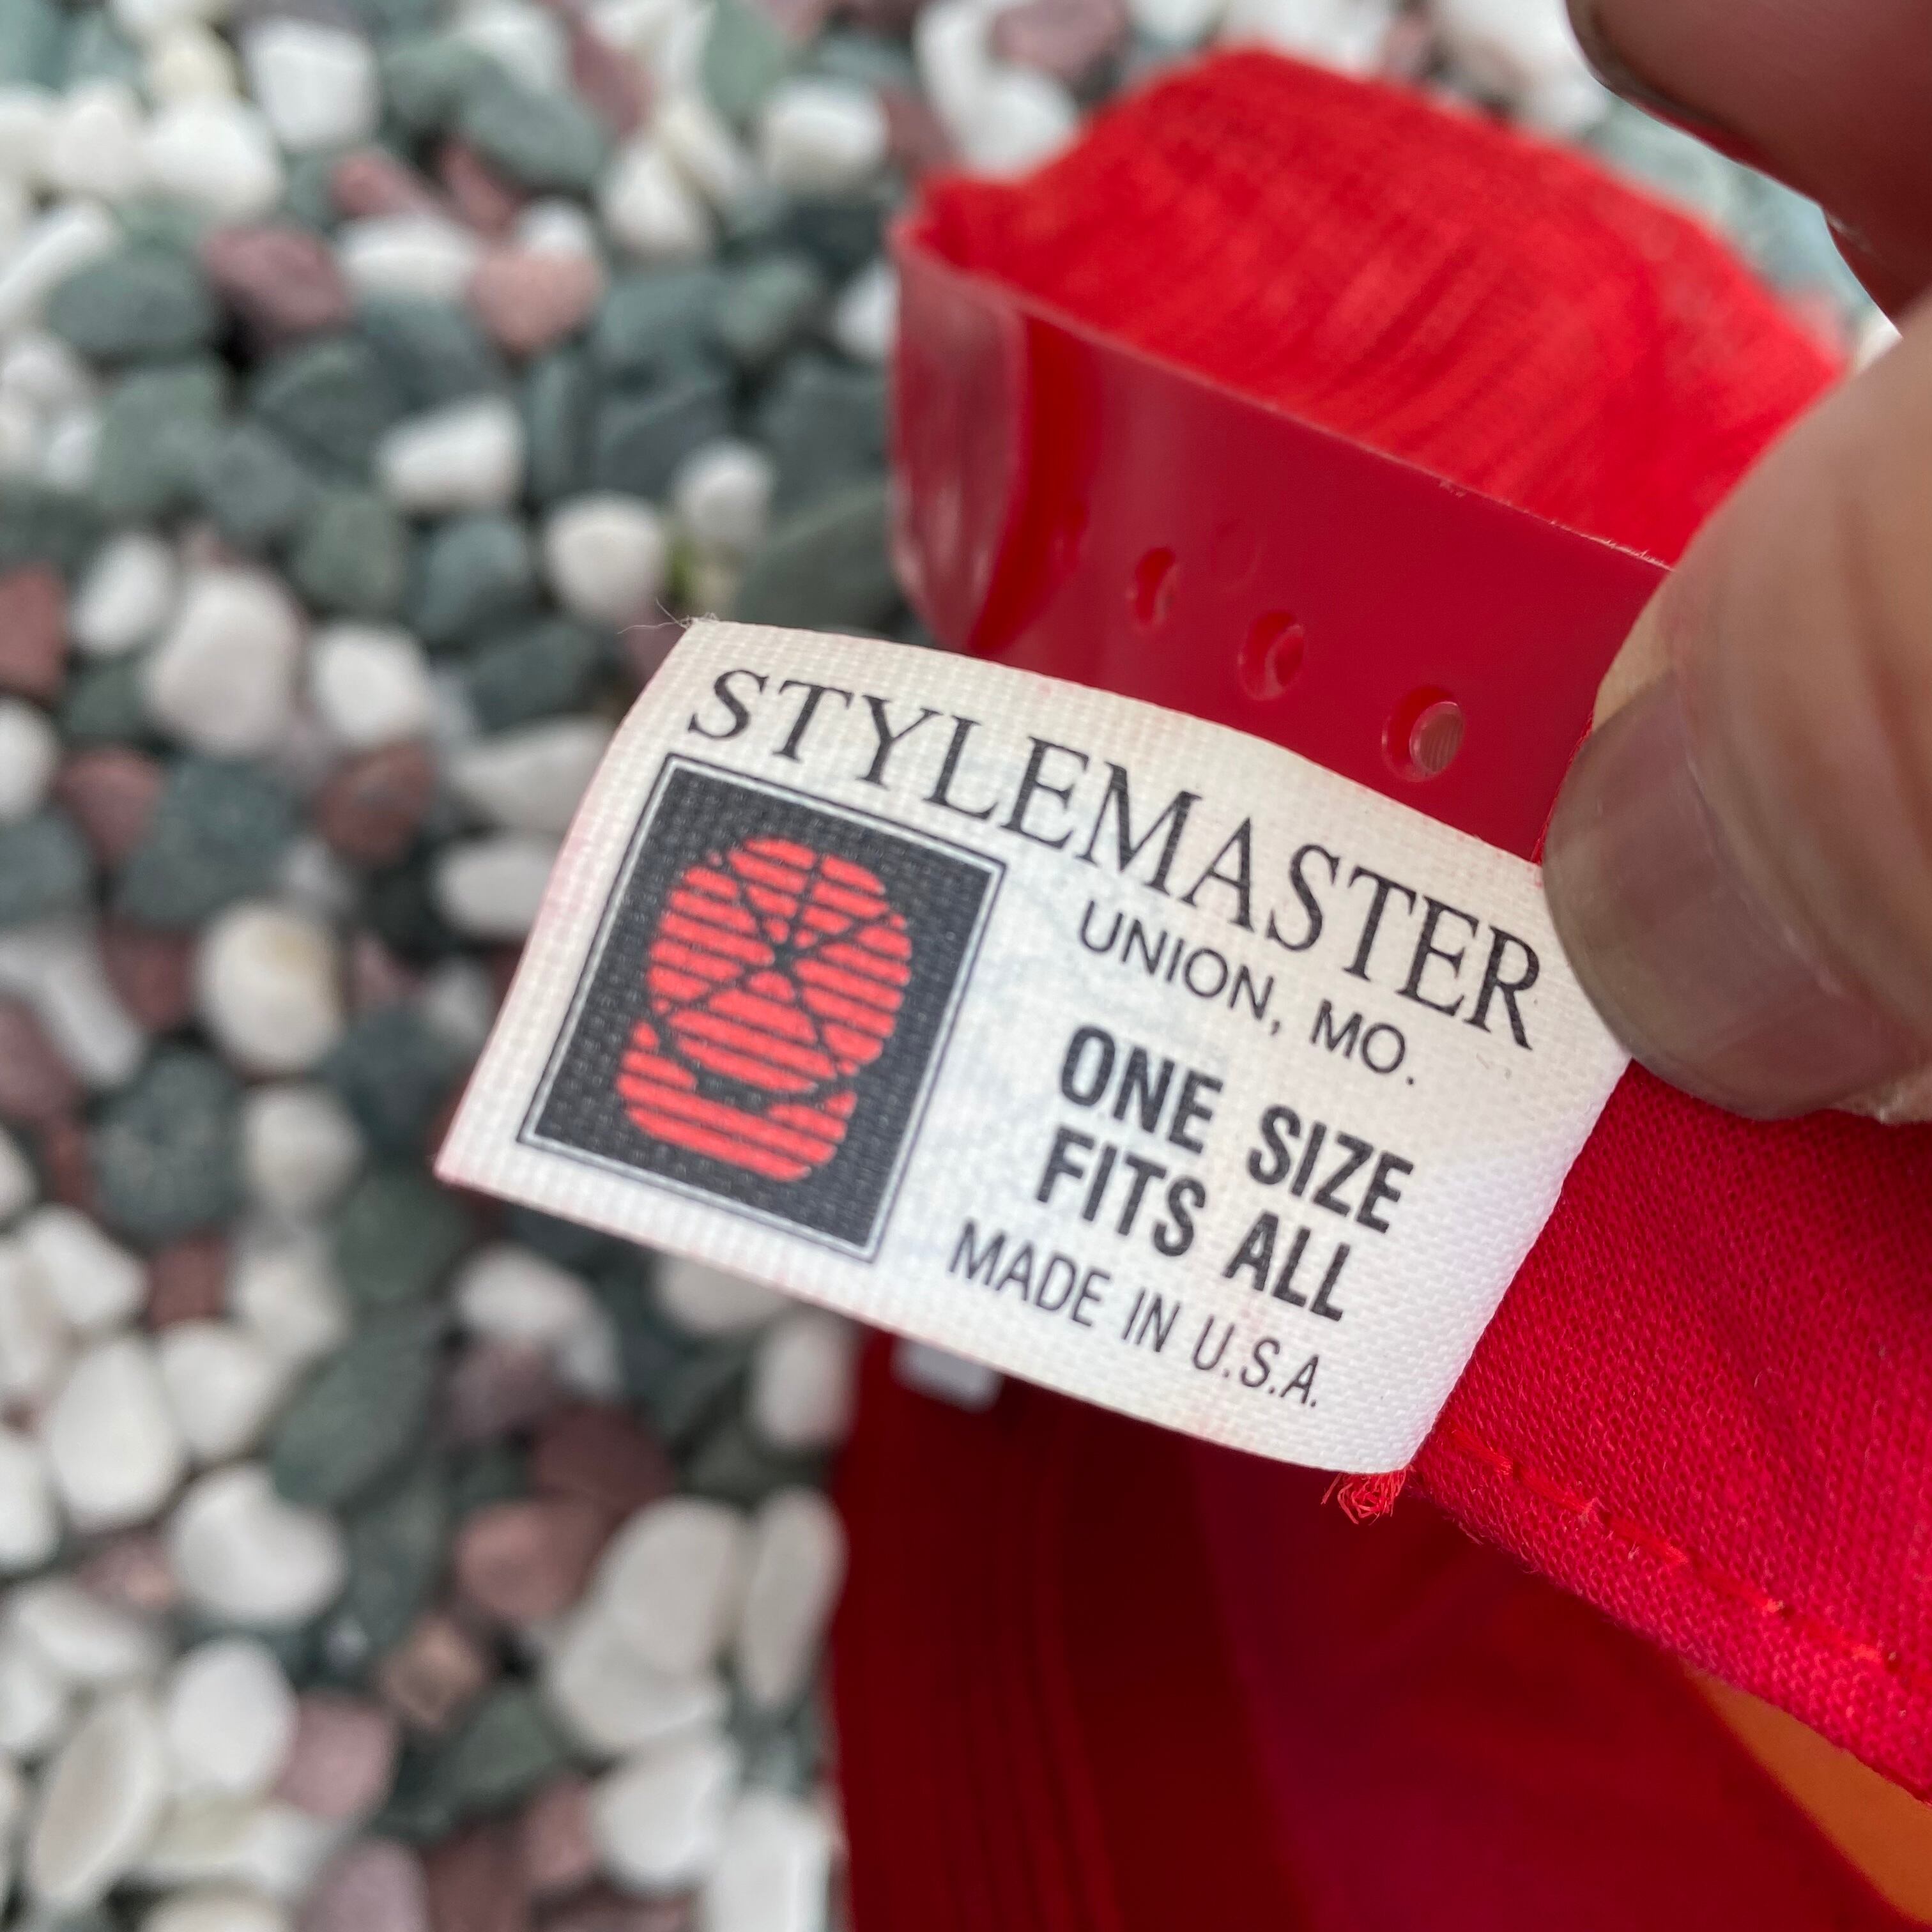 STYLEMASTER
UNION, MO.
ONE SIZE
FITS ALL
MADE IN U.S.A.